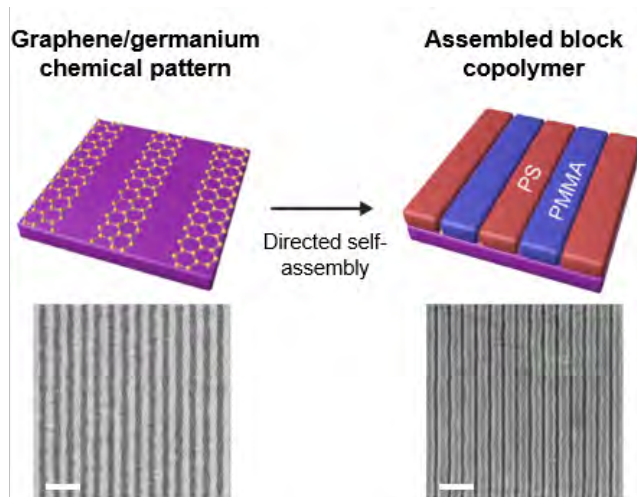 Graphene/germanium
chemical pattern
Assembled block
copolymer
PS
PMMA
Directed self-
assembly